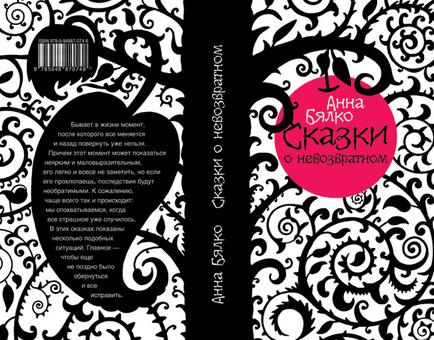 ISBN 978-5-94887-074-8
9 785948 870748
Бывает в жизни момент,
после которого все меняется
и назад повернуть уже нельзя.
Причем этот момент может показаться
неярким и маловыразительным,
его легко и вовсе не заметить, но если
его прохлопаешь, последствия будут
необратимыми. К сожалению,
чаще всего так и происходит:
мы спохватываемся, когда
все страшное уже случилось.
В этих сказках показаны
несколько подобных
ситуаций. Главное —
чтобы еще
не поздно было
обернуться
и все
исправить.
Анна Бялко Сказки о невозвратном
Анна
Бялко
Сказки
о невозвратном